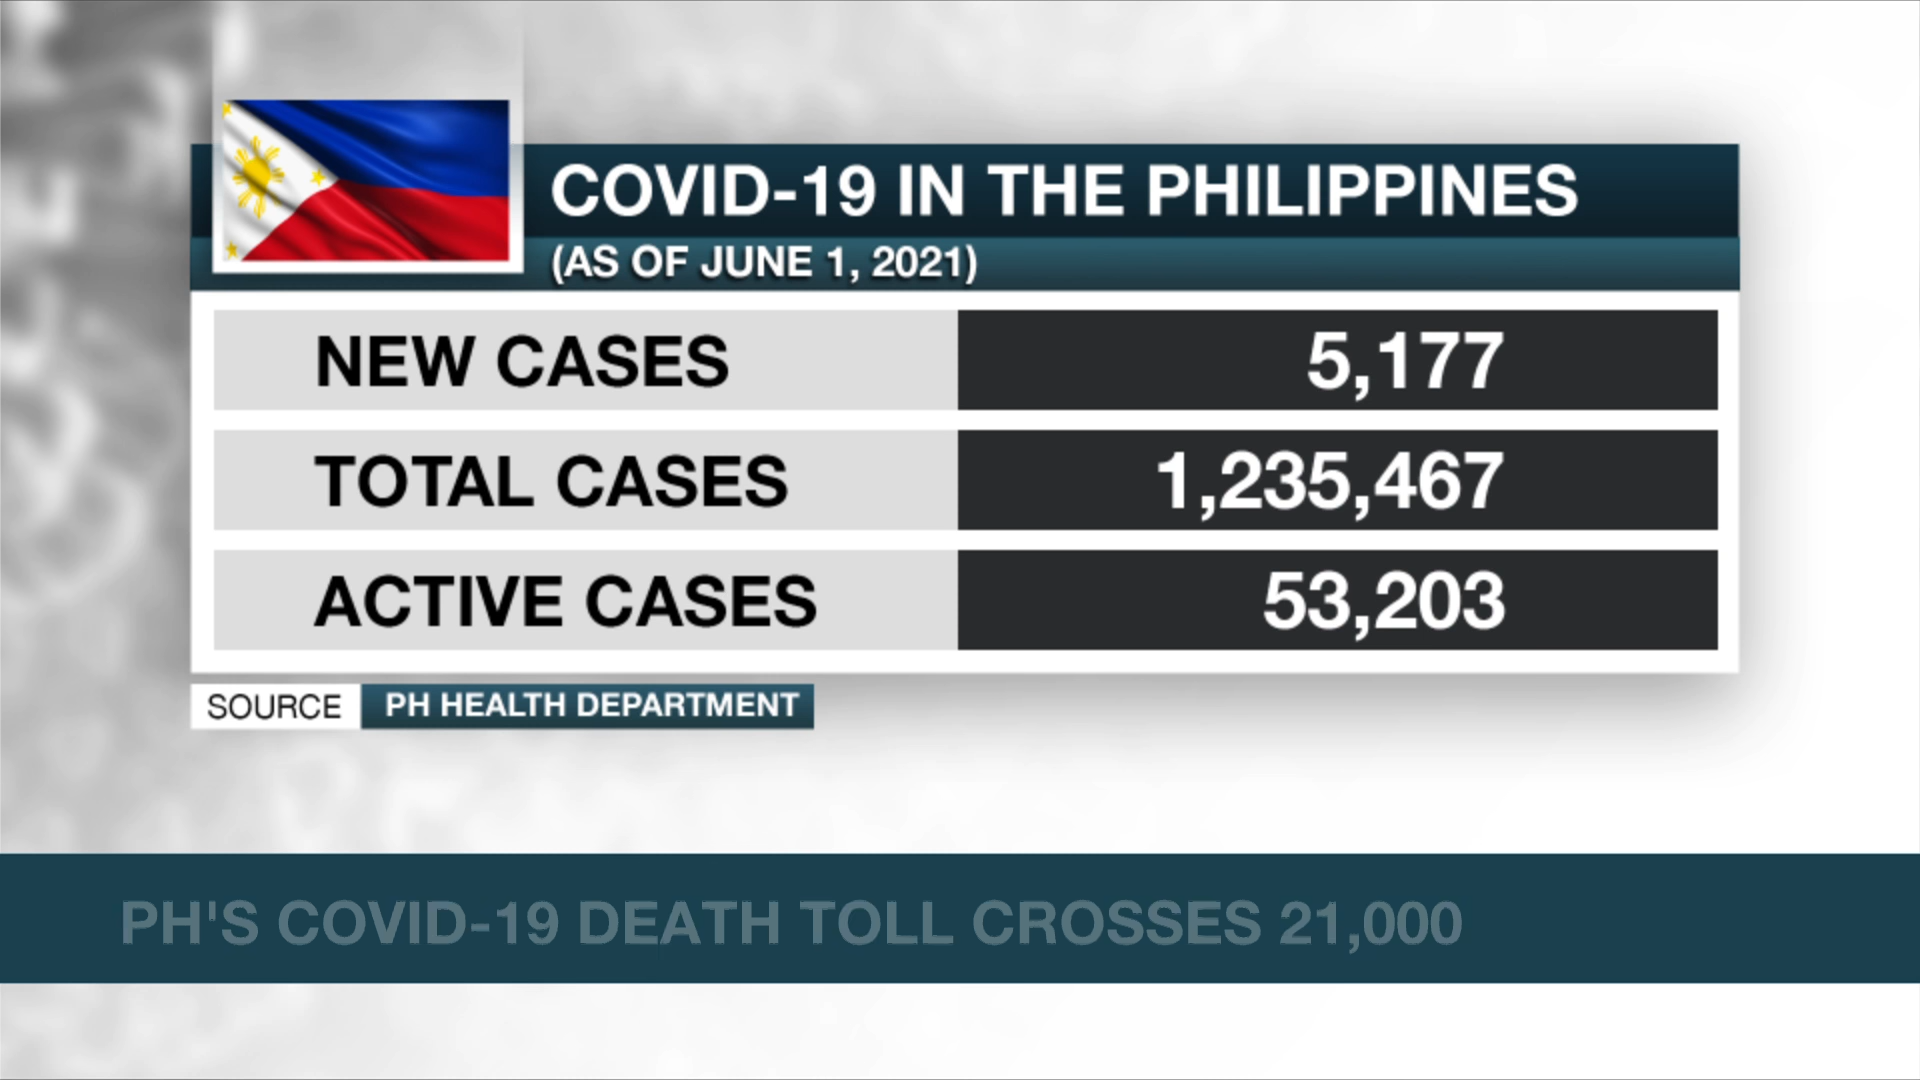 COVID-19 IN THE PHILIPPINES
(AS OF JUNE 1, 2021)
NEW CASES 5,177
TOTAL CASES 1,235,467
ACTIVE CASES 53,203
SOURCE PH HEALTH DEPARTMENT
PH'S COVID-19 DEATH TOLL CROSSES 21,000